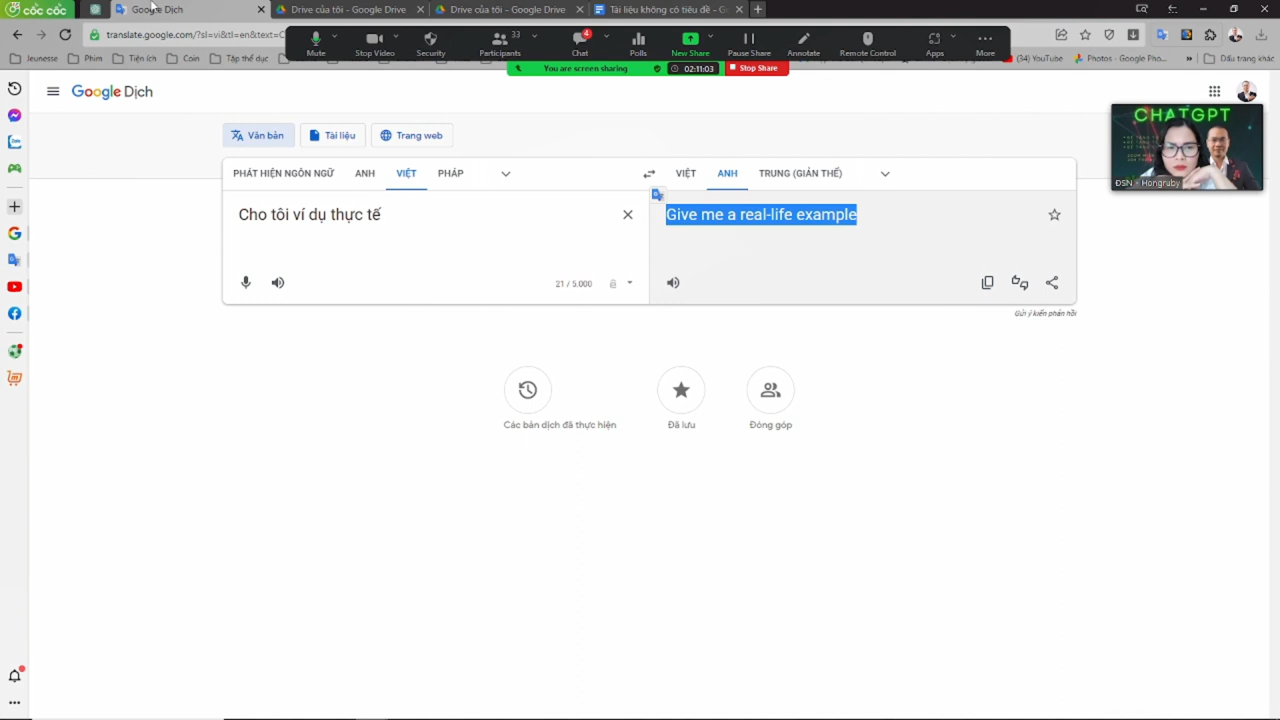 cốc cốc
Google Dịch
Drive của tôi - Google Drive
Drive của tôi - Google Drive
Tài liệu không có tiêu đề - G
translate.google.com/?sl=vi&tl=en&text=C
Mute
Stop Video
Security
Participants
33
Chat
4
Polls
New Share
Pause Share
Annotate
Remote Control
Apps
More
You are screen sharing
02:11:03
Stop Share
Jeunesse
Phim
Tiện ích
Coin
Tập thể dục
(34) YouTube
Photos - Google Pho...
»
Dấu trang khác
Google Dịch
Văn bản
Tài liệu
Trang web
CHATGPT
ĐSN - Hongruby
PHÁT HIỆN NGÔN NGỮ
ANH
VIỆT
PHÁP
VIỆT
ANH
TRUNG (GIẢN THỂ)
Cho tôi ví dụ thực tế
Give me a real-life example
21 / 5.000
Gửi ý kiến phản hồi
Các bản dịch đã thực hiện
Đã lưu
Đóng góp
Zalo